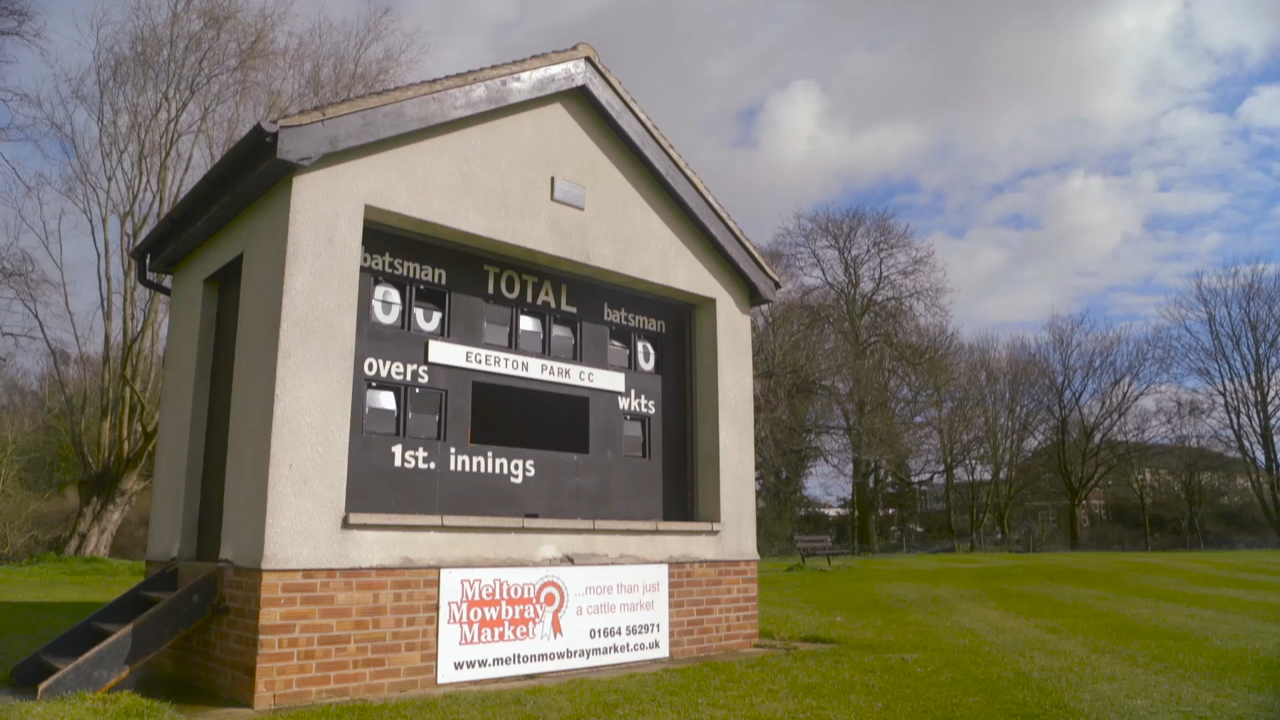 batsman
TOTAL
batsman
0 0
0
EGERTON PARK CC
overs
wkts
1st. innings
Melton
Mowbray
Market
...more than just
a cattle market
01664 562971
www.meltonmowbraymarket.co.uk